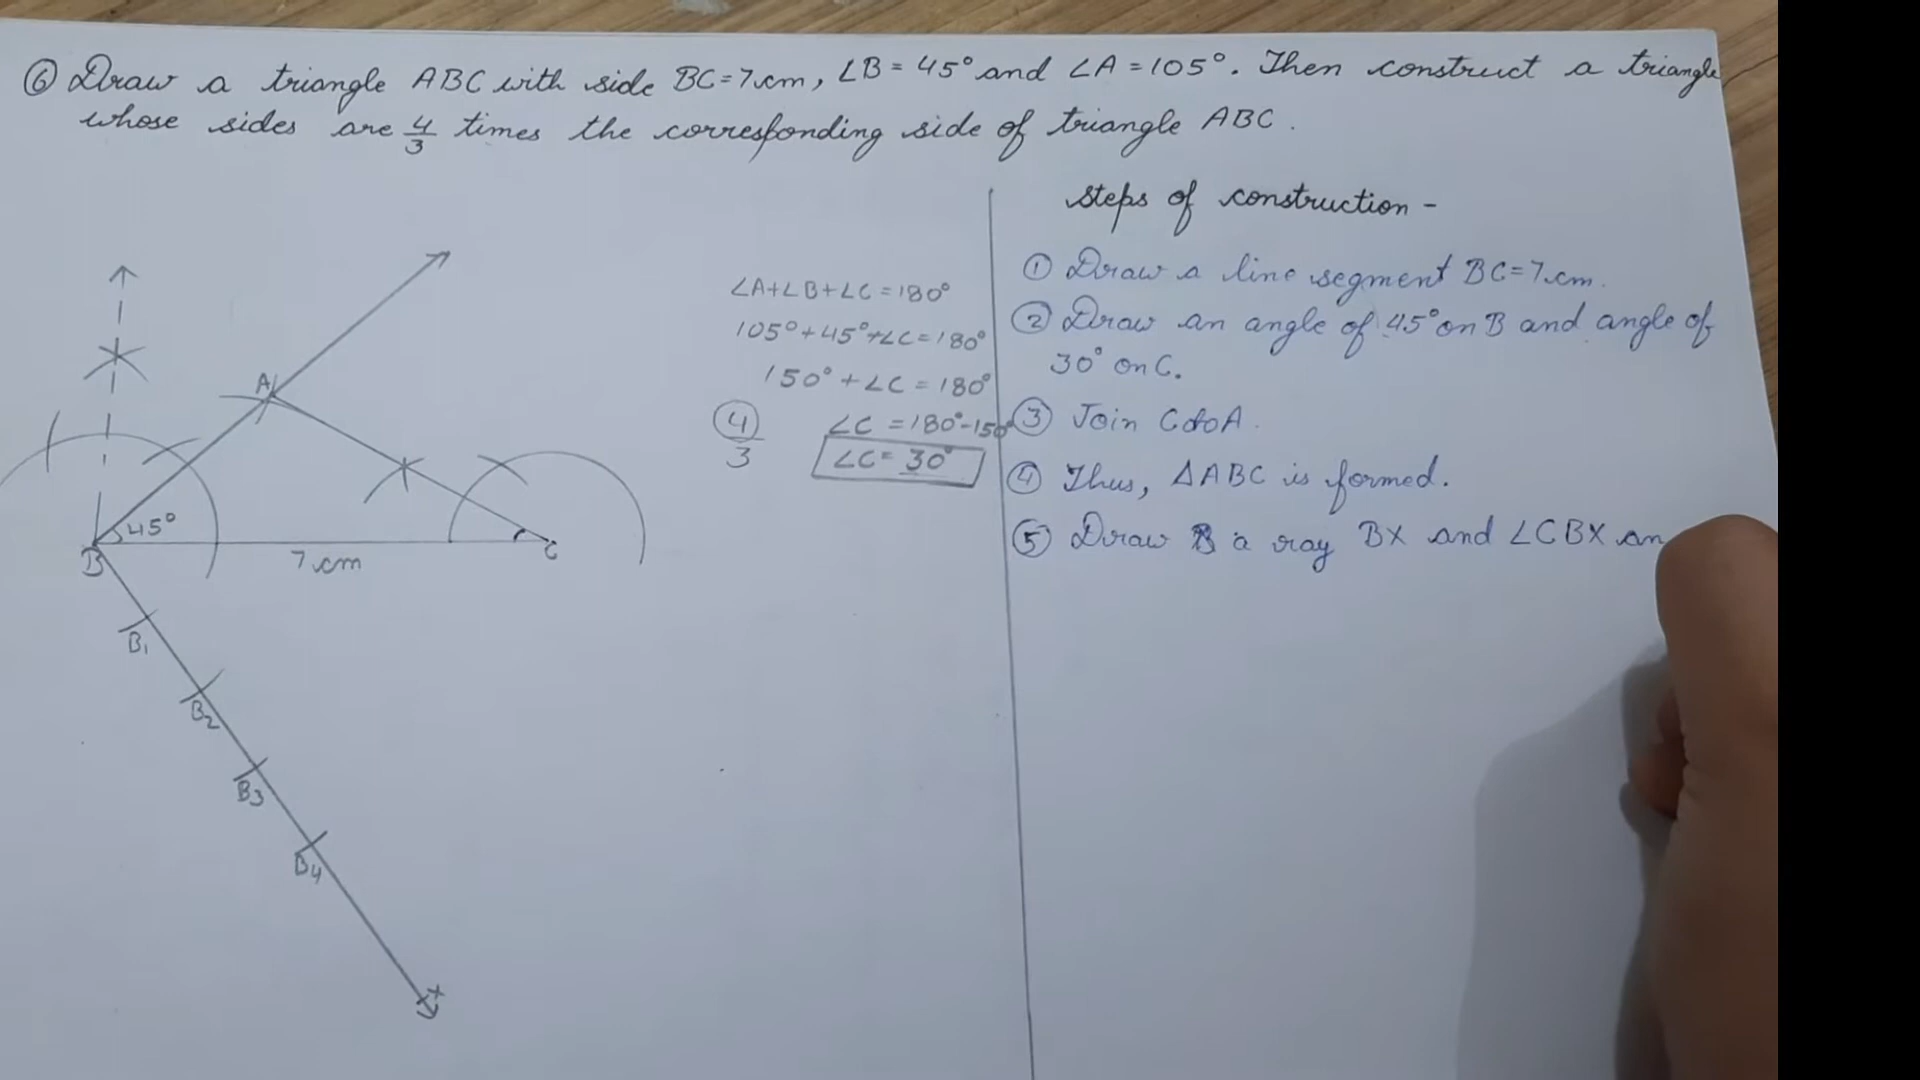 ⑥ Draw a triangle ABC with side BC=7cm, ∠B=45° and ∠A=105°. Then construct a triangle
whose sides are 4/3 times the corresponding side of triangle ABC.
Steps of construction -
① Draw a line segment BC=7cm.
② Draw an angle of 45° on B and angle of
30° on C.
③ Join C to A.
④ Thus, ΔABC is formed.
⑤ Draw a ray BX and ∠CBX an
∠A+∠B+∠C=180°
105°+45°+∠C=180°
150°+∠C=180°
∠C=180°-150°
∠C=30°
4/3
A
45°
B
7cm
C
B1
B2
B3
B4
X